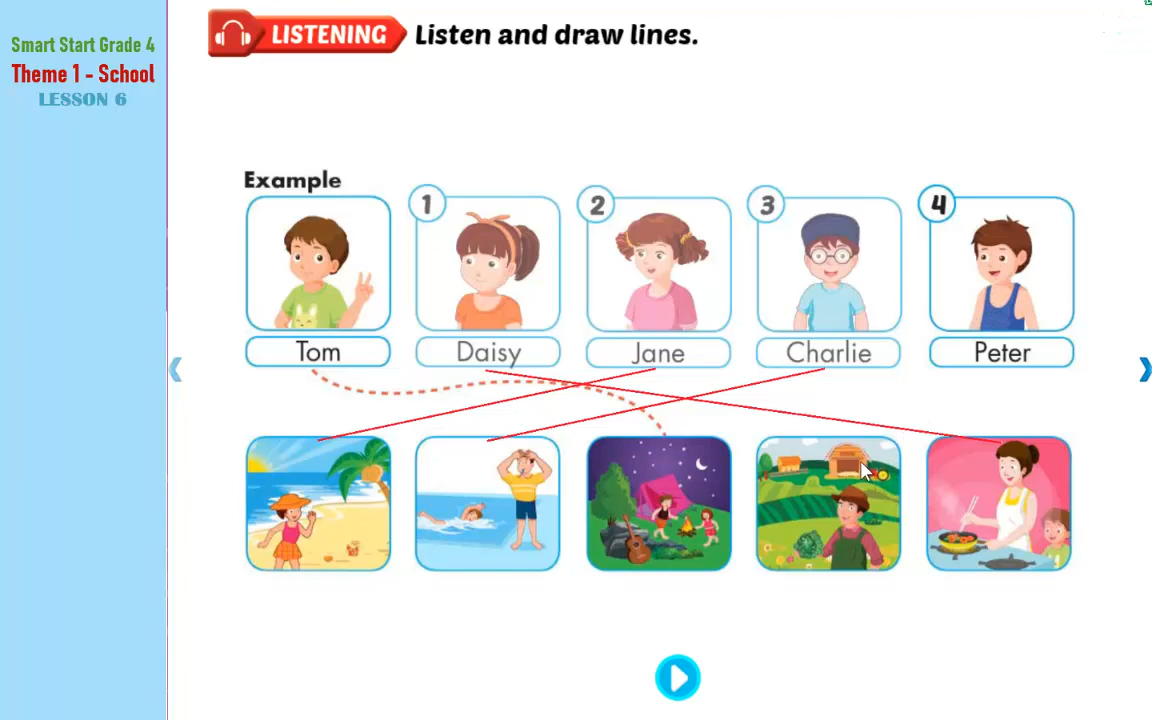 Smart Start Grade 4
Theme 1 - School
LESSON 6
LISTENING Listen and draw lines.
Example
1
2
3
4
Tom
Daisy
Jane
Charlie
Peter